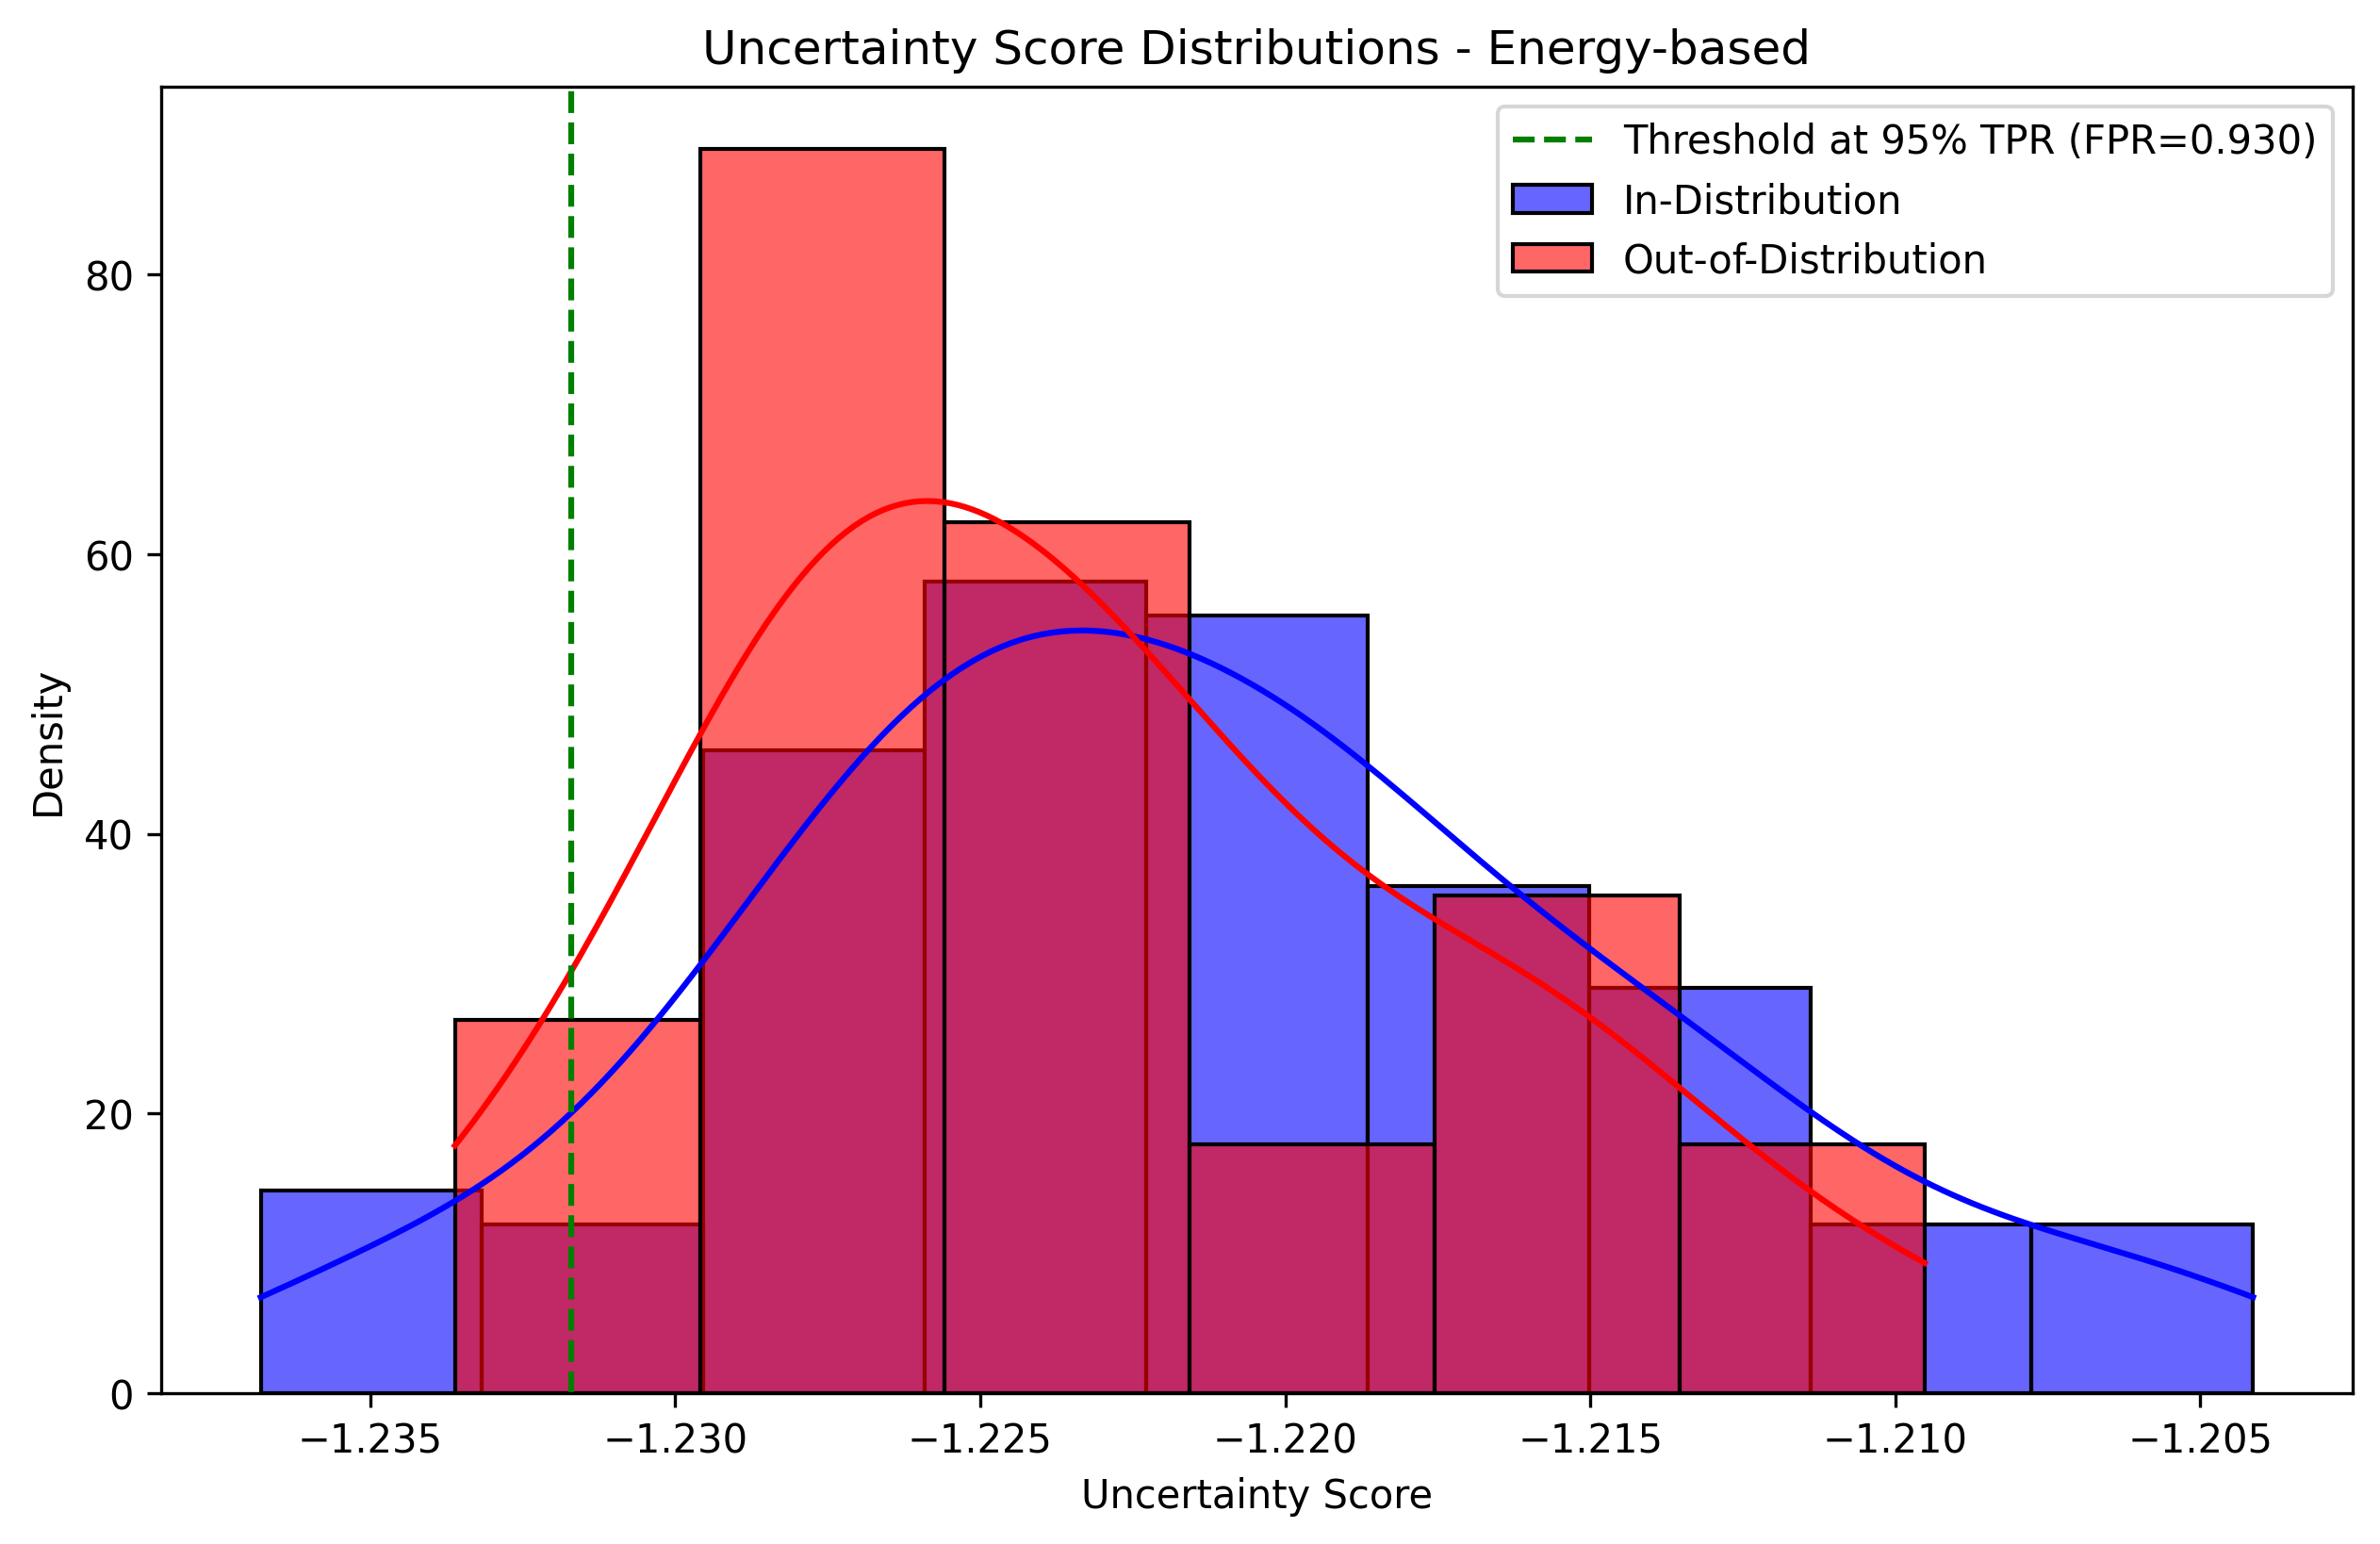 Uncertainty Score Distributions - Energy-based
Threshold at 95% TPR (FPR=0.930)
In-Distribution
Out-of-Distribution
Density
80
60
40
20
0
−1.235
−1.230
−1.225
−1.220
−1.215
−1.210
−1.205
Uncertainty Score